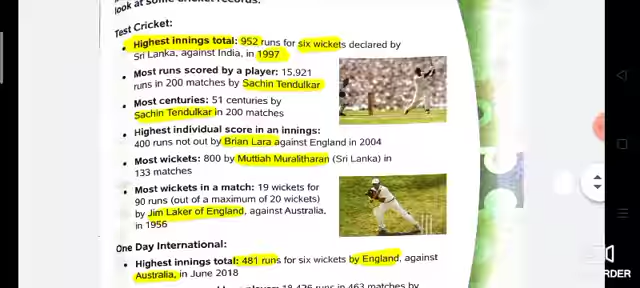 look at some cricket records.
Test Cricket:
• Highest innings total: 952 runs for six wickets declared by
Sri Lanka, against India, in 1997
• Most runs scored by a player: 15,921
runs in 200 matches by Sachin Tendulkar
• Most centuries: 51 centuries by
Sachin Tendulkar in 200 matches
• Highest individual score in an innings:
400 runs not out by Brian Lara against England in 2004
• Most wickets: 800 by Muttiah Muralitharan (Sri Lanka) in
133 matches
• Most wickets in a match: 19 wickets for
90 runs (out of a maximum of 20 wickets)
by Jim Laker of England, against Australia,
in 1956
One Day International:
• Highest innings total: 481 runs for six wickets by England, against
Australia, in June 2018
player: 18,426 runs in 463 matches by
RDER